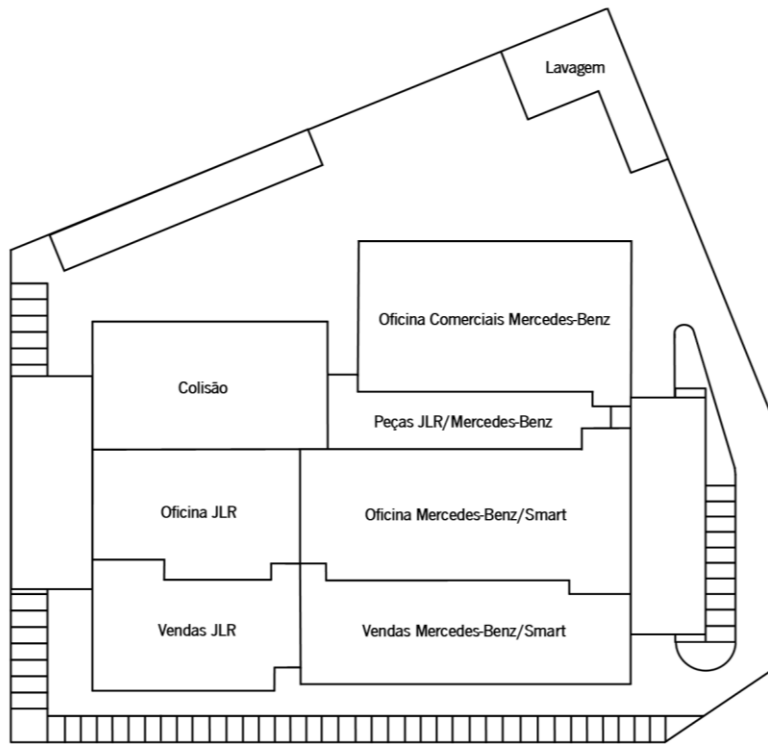 Lavagem
Oficina Comerciais Mercedes-Benz
Colisão
Peças JLR/Mercedes-Benz
Oficina JLR
Oficina Mercedes-Benz/Smart
Vendas JLR
Vendas Mercedes-Benz/Smart